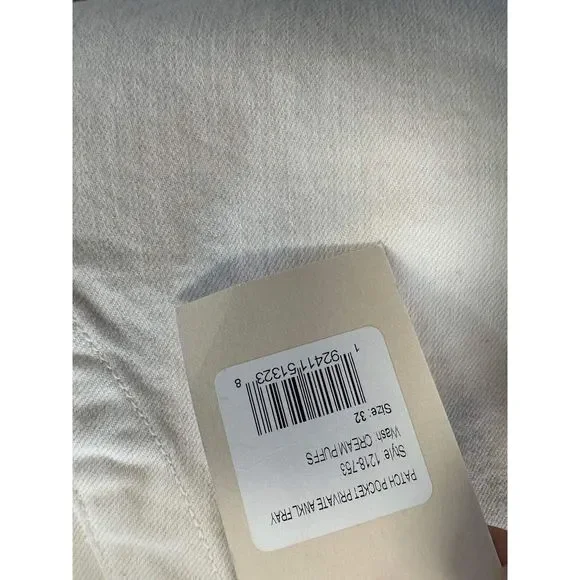 PATCH POCKET PRIVATE ANKL FRAY
Style: 1218-753
Wash: CREAM PUFFS
Size: 32
1 92411 51323 8